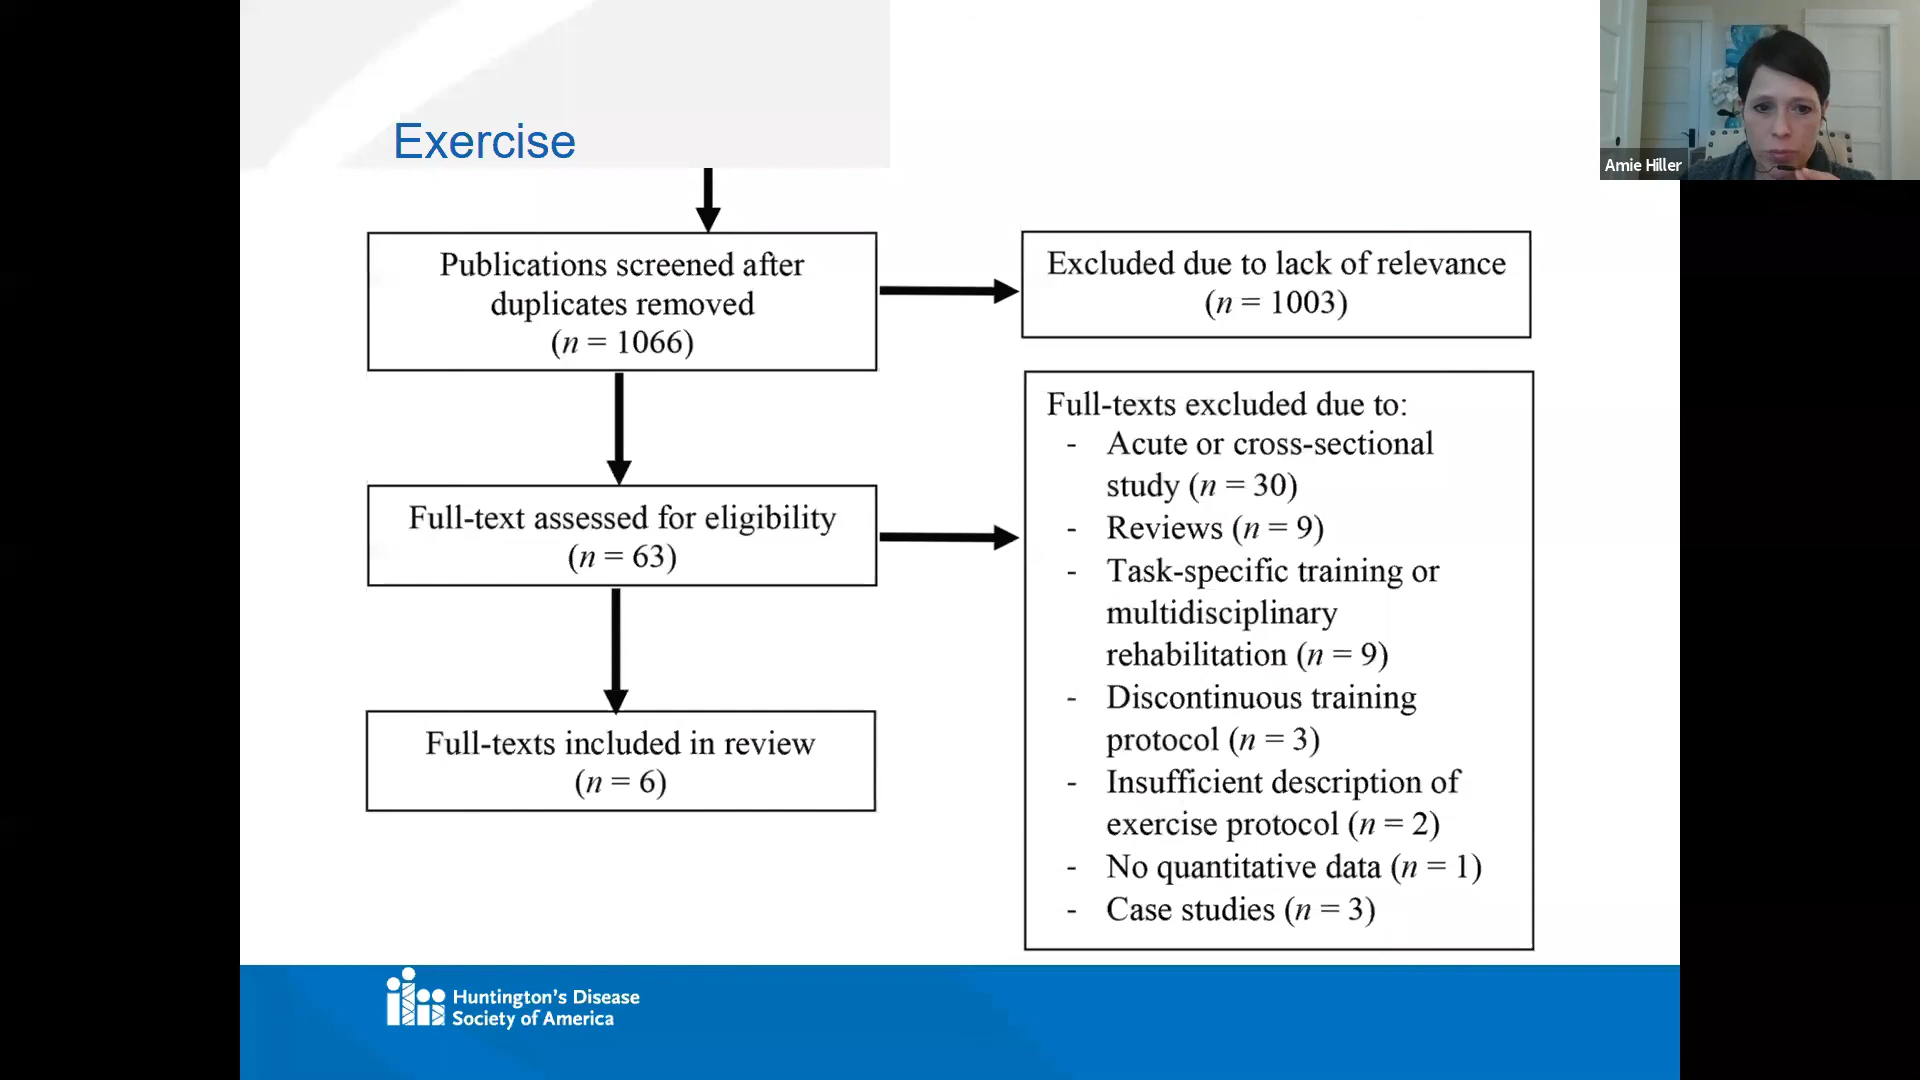 Exercise
Amie Hiller
Publications screened after
duplicates removed
(n = 1066)
Excluded due to lack of relevance
(n = 1003)
Full-text assessed for eligibility
(n = 63)
Full-texts included in review
(n = 6)
Full-texts excluded due to:
- Acute or cross-sectional
study (n = 30)
- Reviews (n = 9)
- Task-specific training or
multidisciplinary
rehabilitation (n = 9)
- Discontinuous training
protocol (n = 3)
- Insufficient description of
exercise protocol (n = 2)
- No quantitative data (n = 1)
- Case studies (n = 3)
Huntington's Disease
Society of America